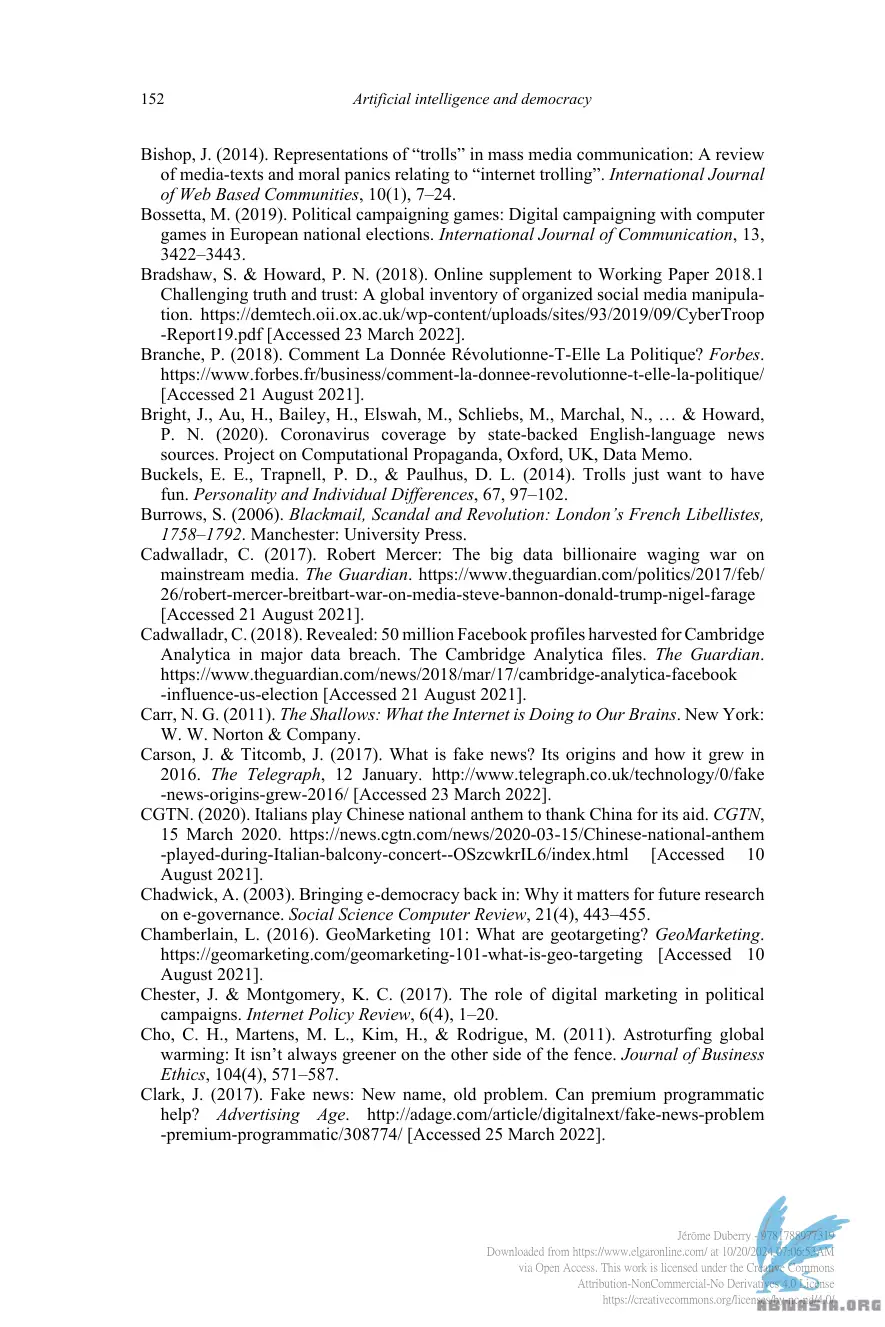 152 Artificial intelligence and democracy
Bishop, J. (2014). Representations of “trolls” in mass media communication: A review
of media-texts and moral panics relating to “internet trolling”. International Journal
of Web Based Communities, 10(1), 7–24.
Bossetta, M. (2019). Political campaigning games: Digital campaigning with computer
games in European national elections. International Journal of Communication, 13,
3422–3443.
Bradshaw, S. & Howard, P. N. (2018). Online supplement to Working Paper 2018.1
Challenging truth and trust: A global inventory of organized social media manipula-
tion. https://demtech.oii.ox.ac.uk/wp-content/uploads/sites/93/2019/09/CyberTroop
-Report19.pdf [Accessed 23 March 2022].
Branche, P. (2018). Comment La Donnée Révolutionne-T-Elle La Politique? Forbes.
https://www.forbes.fr/business/comment-la-donnee-revolutionne-t-elle-la-politique/
[Accessed 21 August 2021].
Bright, J., Au, H., Bailey, H., Elswah, M., Schliebs, M., Marchal, N., … & Howard,
P. N. (2020). Coronavirus coverage by state-backed English-language news
sources. Project on Computational Propaganda, Oxford, UK, Data Memo.
Buckels, E. E., Trapnell, P. D., & Paulhus, D. L. (2014). Trolls just want to have
fun. Personality and Individual Differences, 67, 97–102.
Burrows, S. (2006). Blackmail, Scandal and Revolution: London’s French Libellistes,
1758–1792. Manchester: University Press.
Cadwalladr, C. (2017). Robert Mercer: The big data billionaire waging war on
mainstream media. The Guardian. https://www.theguardian.com/politics/2017/feb/
26/robert-mercer-breitbart-war-on-media-steve-bannon-donald-trump-nigel-farage
[Accessed 21 August 2021].
Cadwalladr, C. (2018). Revealed: 50 million Facebook profiles harvested for Cambridge
Analytica in major data breach. The Cambridge Analytica files. The Guardian.
https://www.theguardian.com/news/2018/mar/17/cambridge-analytica-facebook
-influence-us-election [Accessed 21 August 2021].
Carr, N. G. (2011). The Shallows: What the Internet is Doing to Our Brains. New York:
W. W. Norton & Company.
Carson, J. & Titcomb, J. (2017). What is fake news? Its origins and how it grew in
2016. The Telegraph, 12 January. http://www.telegraph.co.uk/technology/0/fake
-news-origins-grew-2016/ [Accessed 23 March 2022].
CGTN. (2020). Italians play Chinese national anthem to thank China for its aid. CGTN,
15 March 2020. https://news.cgtn.com/news/2020-03-15/Chinese-national-anthem
-played-during-Italian-balcony-concert--OSzcwkrIL6/index.html [Accessed 10
August 2021].
Chadwick, A. (2003). Bringing e-democracy back in: Why it matters for future research
on e-governance. Social Science Computer Review, 21(4), 443–455.
Chamberlain, L. (2016). GeoMarketing 101: What are geotargeting? GeoMarketing.
https://geomarketing.com/geomarketing-101-what-is-geo-targeting [Accessed 10
August 2021].
Chester, J. & Montgomery, K. C. (2017). The role of digital marketing in political
campaigns. Internet Policy Review, 6(4), 1–20.
Cho, C. H., Martens, M. L., Kim, H., & Rodrigue, M. (2011). Astroturfing global
warming: It isn’t always greener on the other side of the fence. Journal of Business
Ethics, 104(4), 571–587.
Clark, J. (2017). Fake news: New name, old problem. Can premium programmatic
help? Advertising Age. http://adage.com/article/digitalnext/fake-news-problem
-premium-programmatic/308774/ [Accessed 25 March 2022].
Jérôme Duberry - 9781788977319
Downloaded from https://www.elgaronline.com/ at 10/20/2024 07:06:53AM
via Open Access. This work is licensed under the Creative Commons
Attribution-NonCommercial-No Derivatives 4.0 License
https://creativecommons.org/licenses/by-nc-nd/4.0/
ABNASIA.ORG